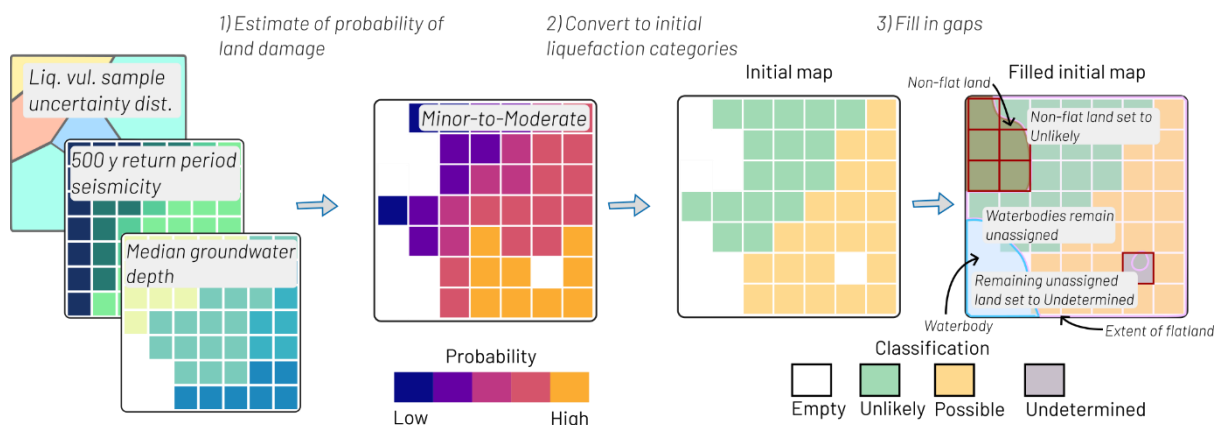 1) Estimate of probability of
land damage
2) Convert to initial
liquefaction categories
3) Fill in gaps
Liq. vul. sample
uncertainty dist.
500 y return period
seismicity
Median groundwater
depth
Minor-to-Moderate
Probability
Low
High
Initial map
Non-flat land
Filled initial map
Non-flat land set to
Unlikely
Waterbodies remain
unassigned
Remaining unassigned
land set to Undetermined
Waterbody
Extent of flatland
Classification
Empty
Unlikely
Possible
Undetermined